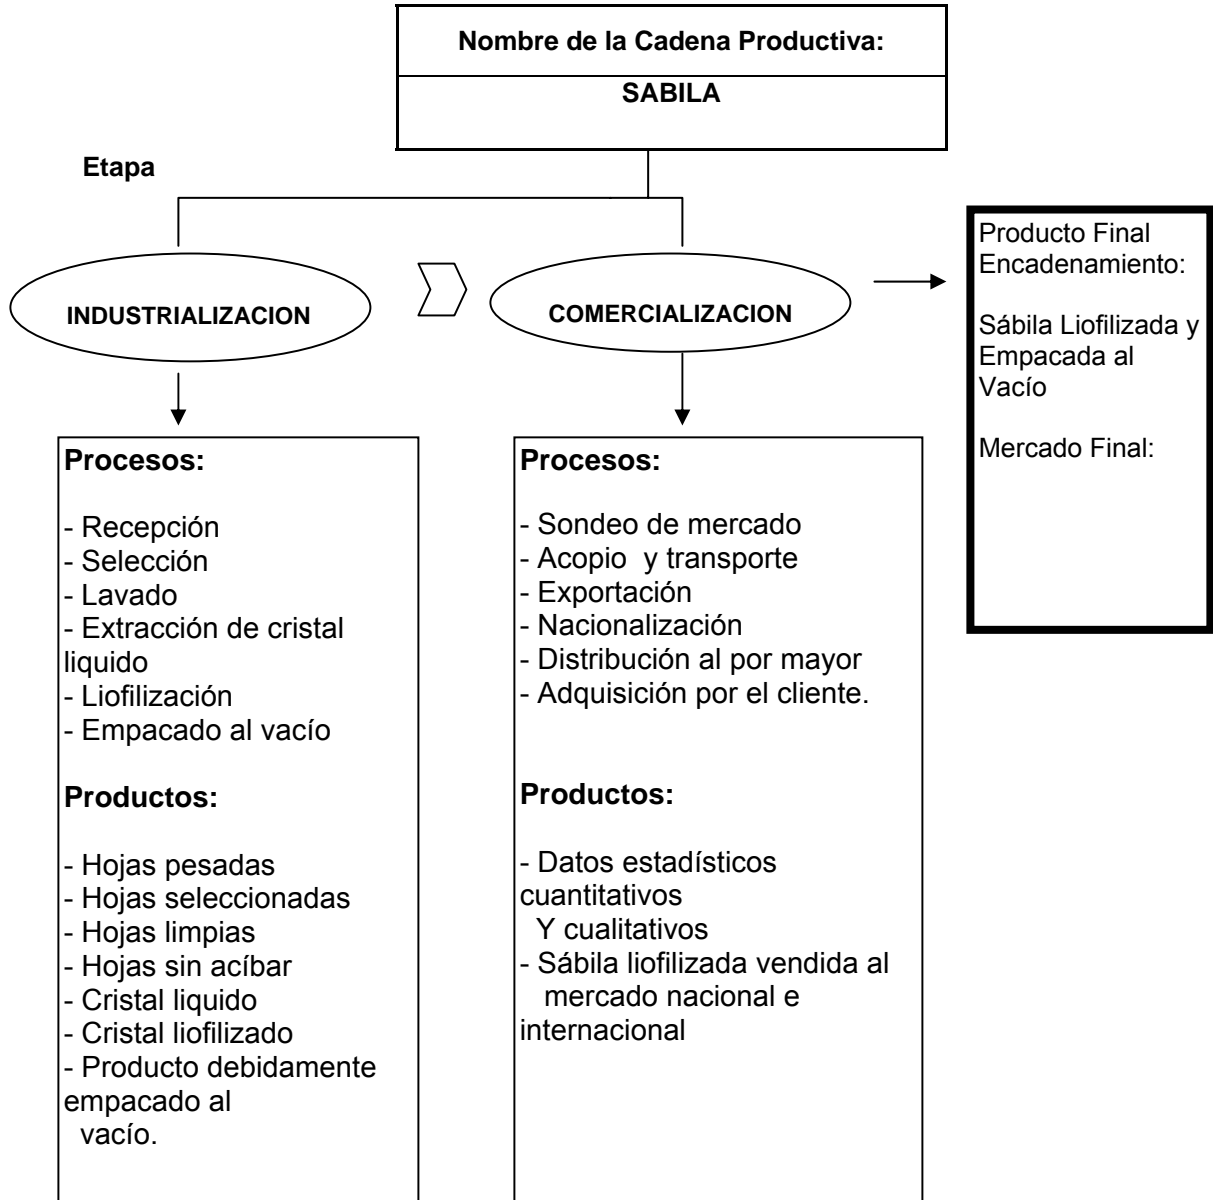 Nombre de la Cadena Productiva:
SABILA
Etapa
INDUSTRIALIZACION
COMERCIALIZACION
Producto Final
Encadenamiento:
Sábila Liofilizada y
Empacada al
Vacío
Mercado Final:
Procesos:
- Recepción
- Selección
- Lavado
- Extracción de cristal
liquido
- Liofilización
- Empacado al vacío
Productos:
- Hojas pesadas
- Hojas seleccionadas
- Hojas limpias
- Hojas sin acíbar
- Cristal liquido
- Cristal liofilizado
- Producto debidamente
empacado al
vacío.
Procesos:
- Sondeo de mercado
- Acopio y transporte
- Exportación
- Nacionalización
- Distribución al por mayor
- Adquisición por el cliente.
Productos:
- Datos estadísticos
cuantitativos
Y cualitativos
- Sábila liofilizada vendida al
mercado nacional e
internacional